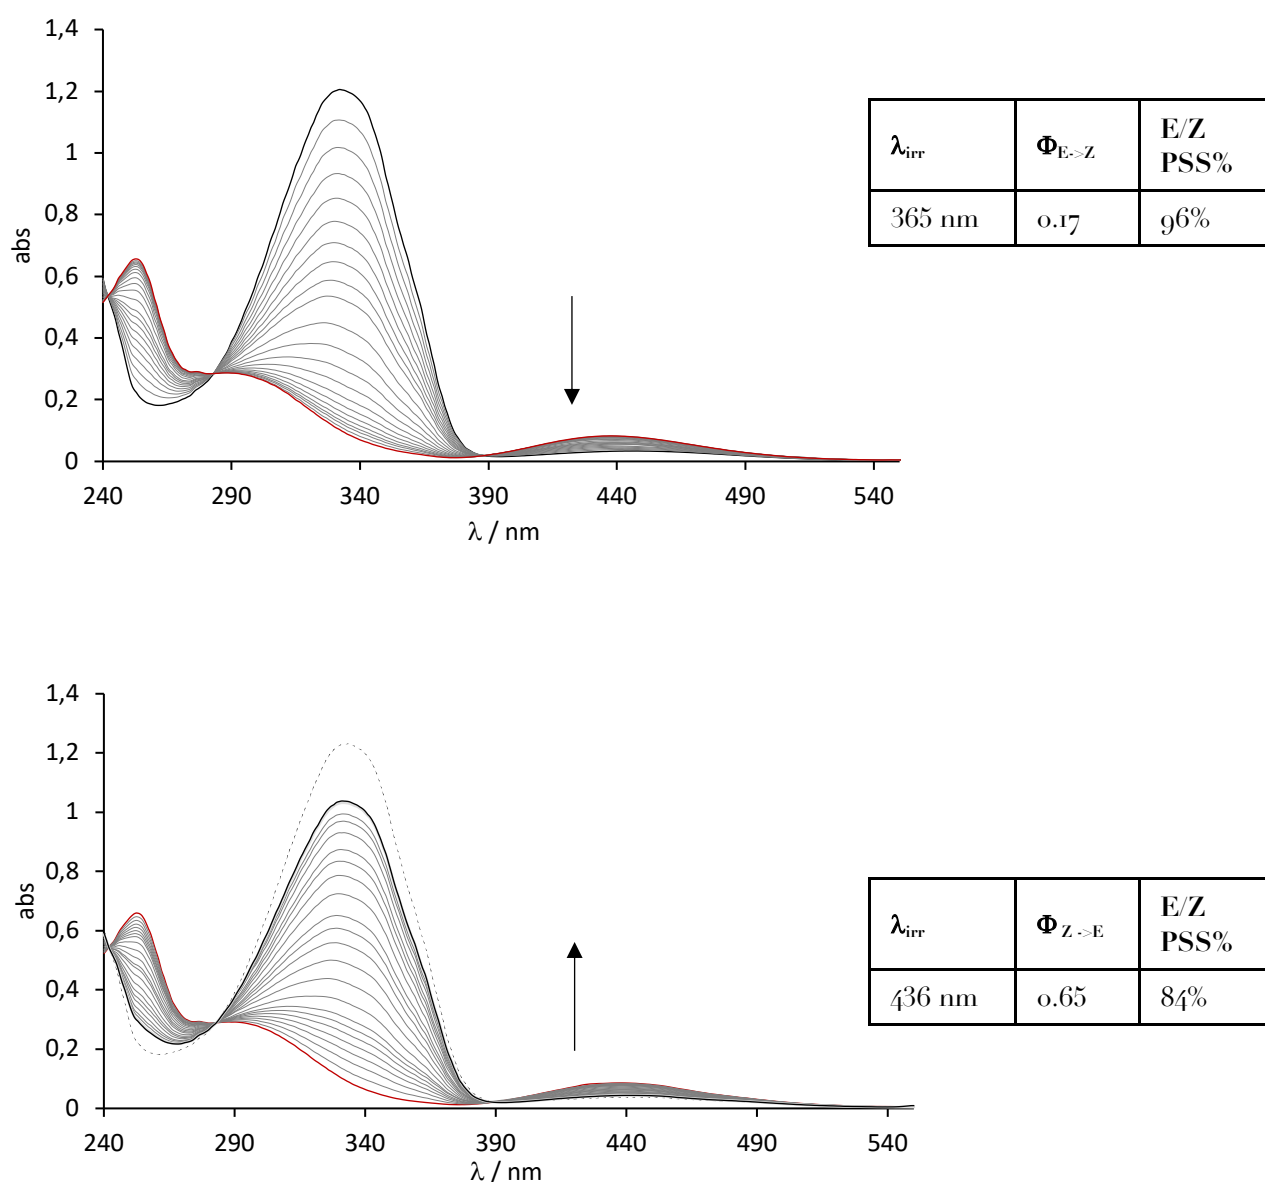 1,4
1,2
1
0,8
0,6
0,4
0,2
0
abs
240 290 340 390 440 490 540
λ / nm
λirr ΦE->Z E/Z PSS%
365 nm 0.17 96%
1,4
1,2
1
0,8
0,6
0,4
0,2
0
abs
240 290 340 390 440 490 540
λ / nm
λirr Φ Z ->E E/Z PSS%
436 nm 0.65 84%